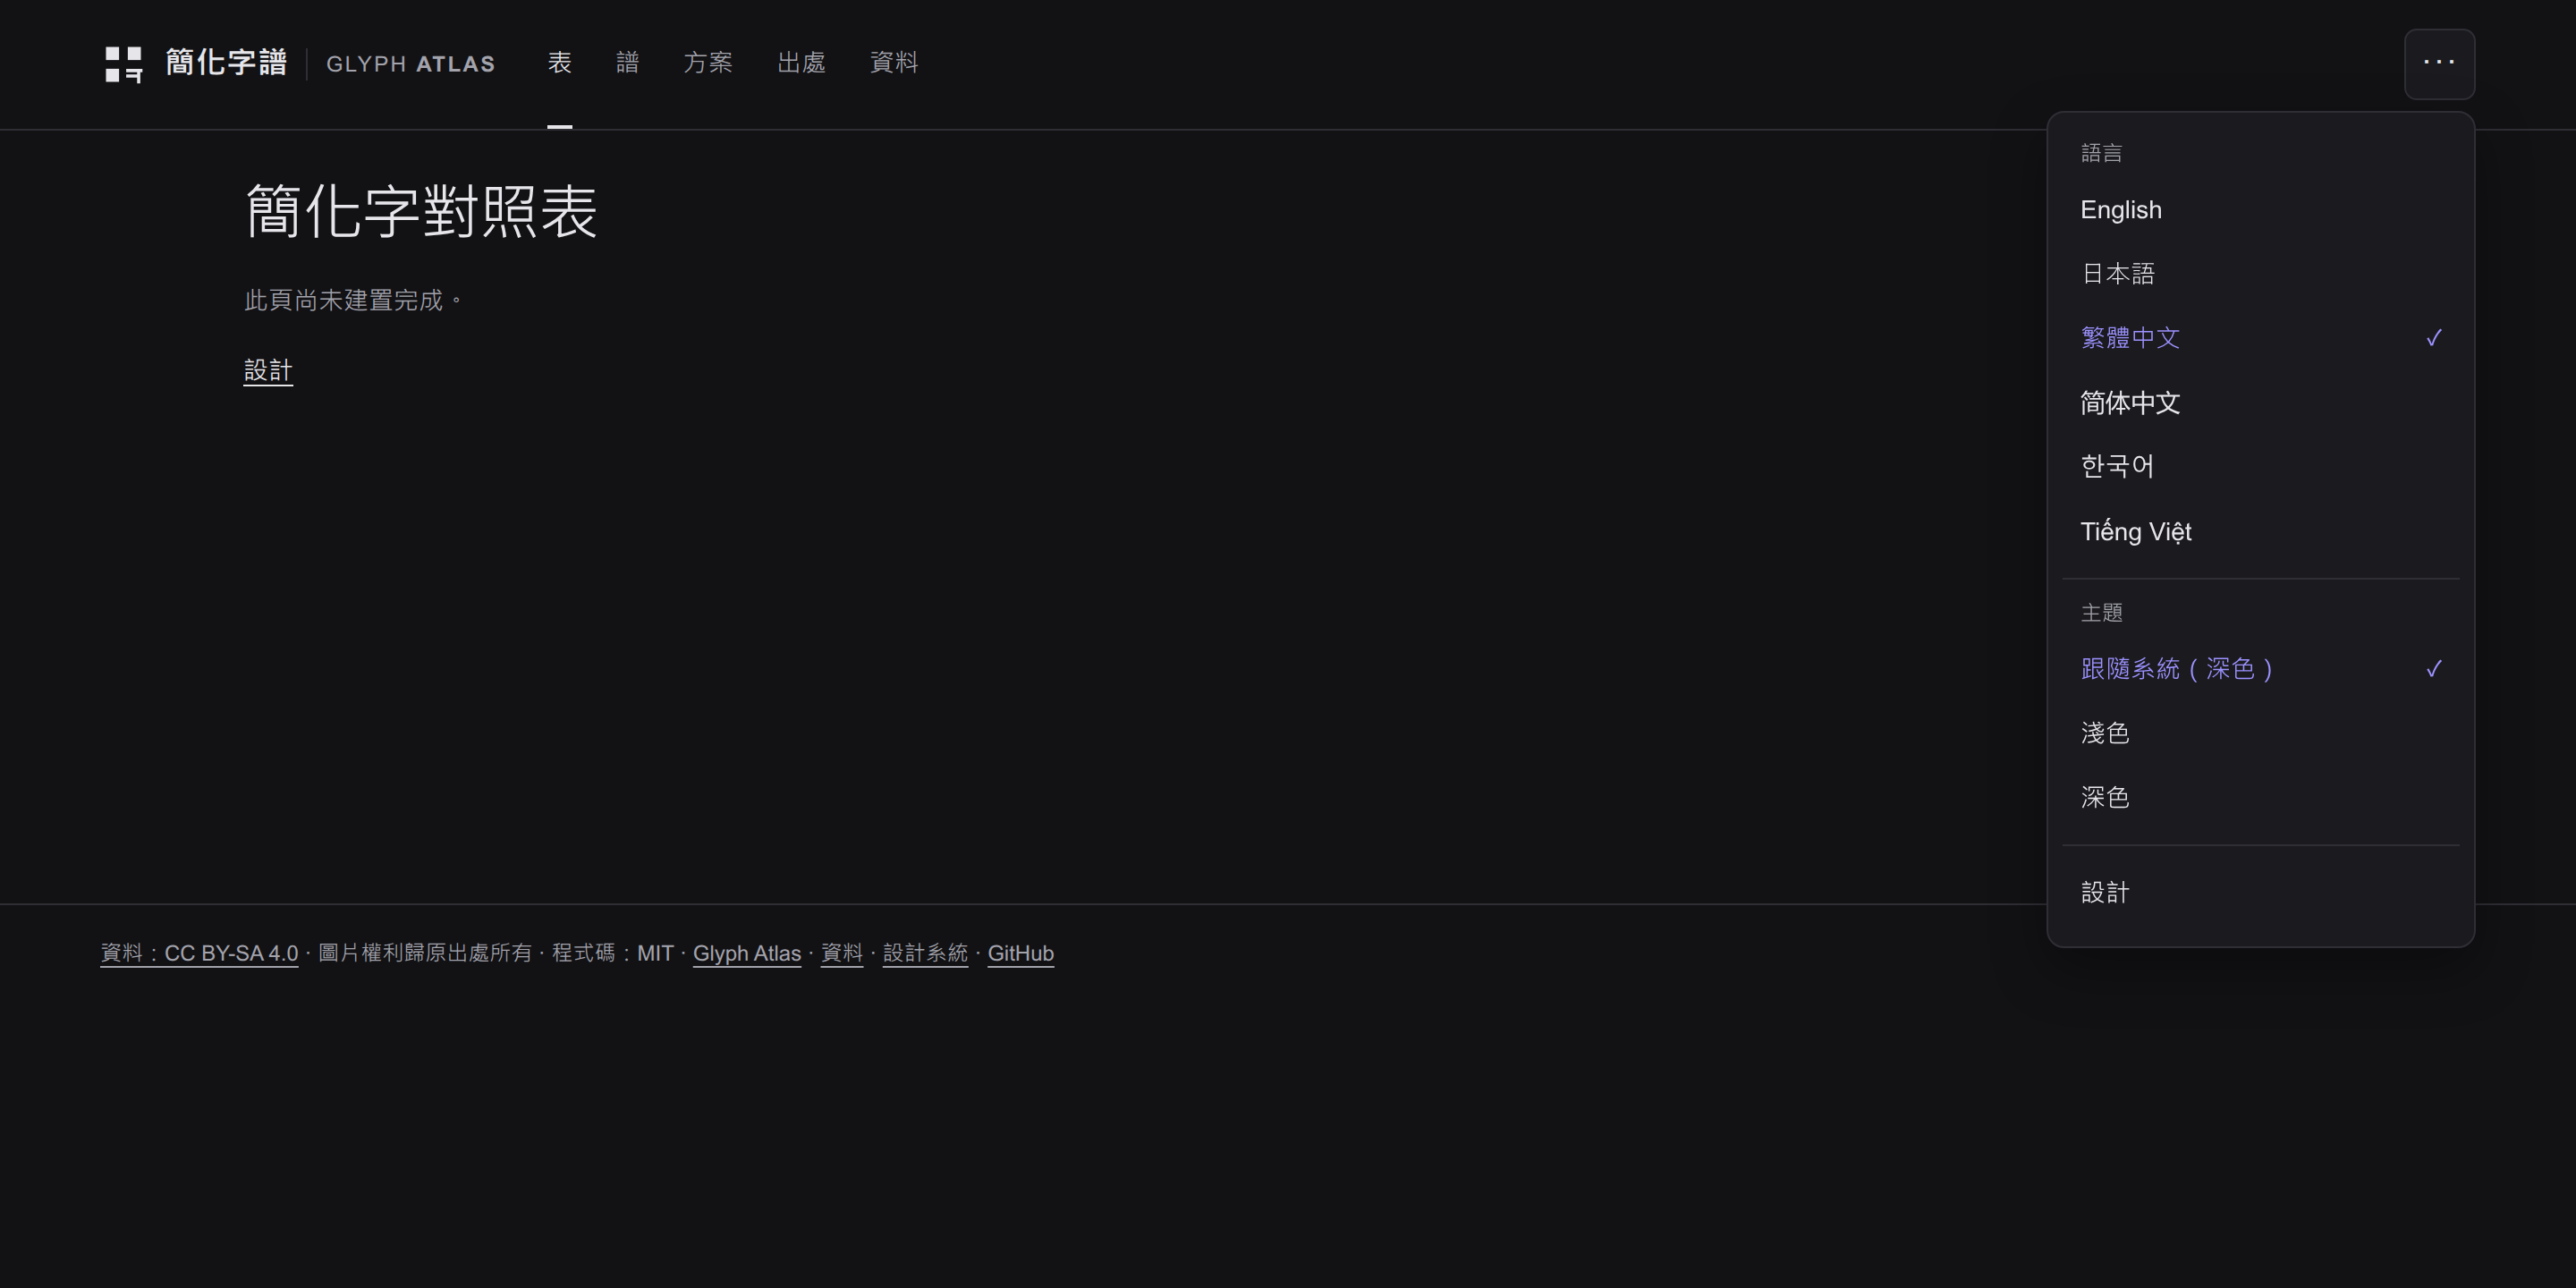 簡化字譜 GLYPH ATLAS 表 譜 方案 出處 資料 ···
簡化字對照表
此頁尚未建置完成。
設計
語言
English
日本語
繁體中文 ✓
简体中文
한국어
Tiếng Việt
主題
跟隨系統（深色） ✓
淺色
深色
設計
資料：CC BY-SA 4.0 · 圖片權利歸原出處所有 · 程式碼：MIT · Glyph Atlas · 資料 · 設計系統 · GitHub